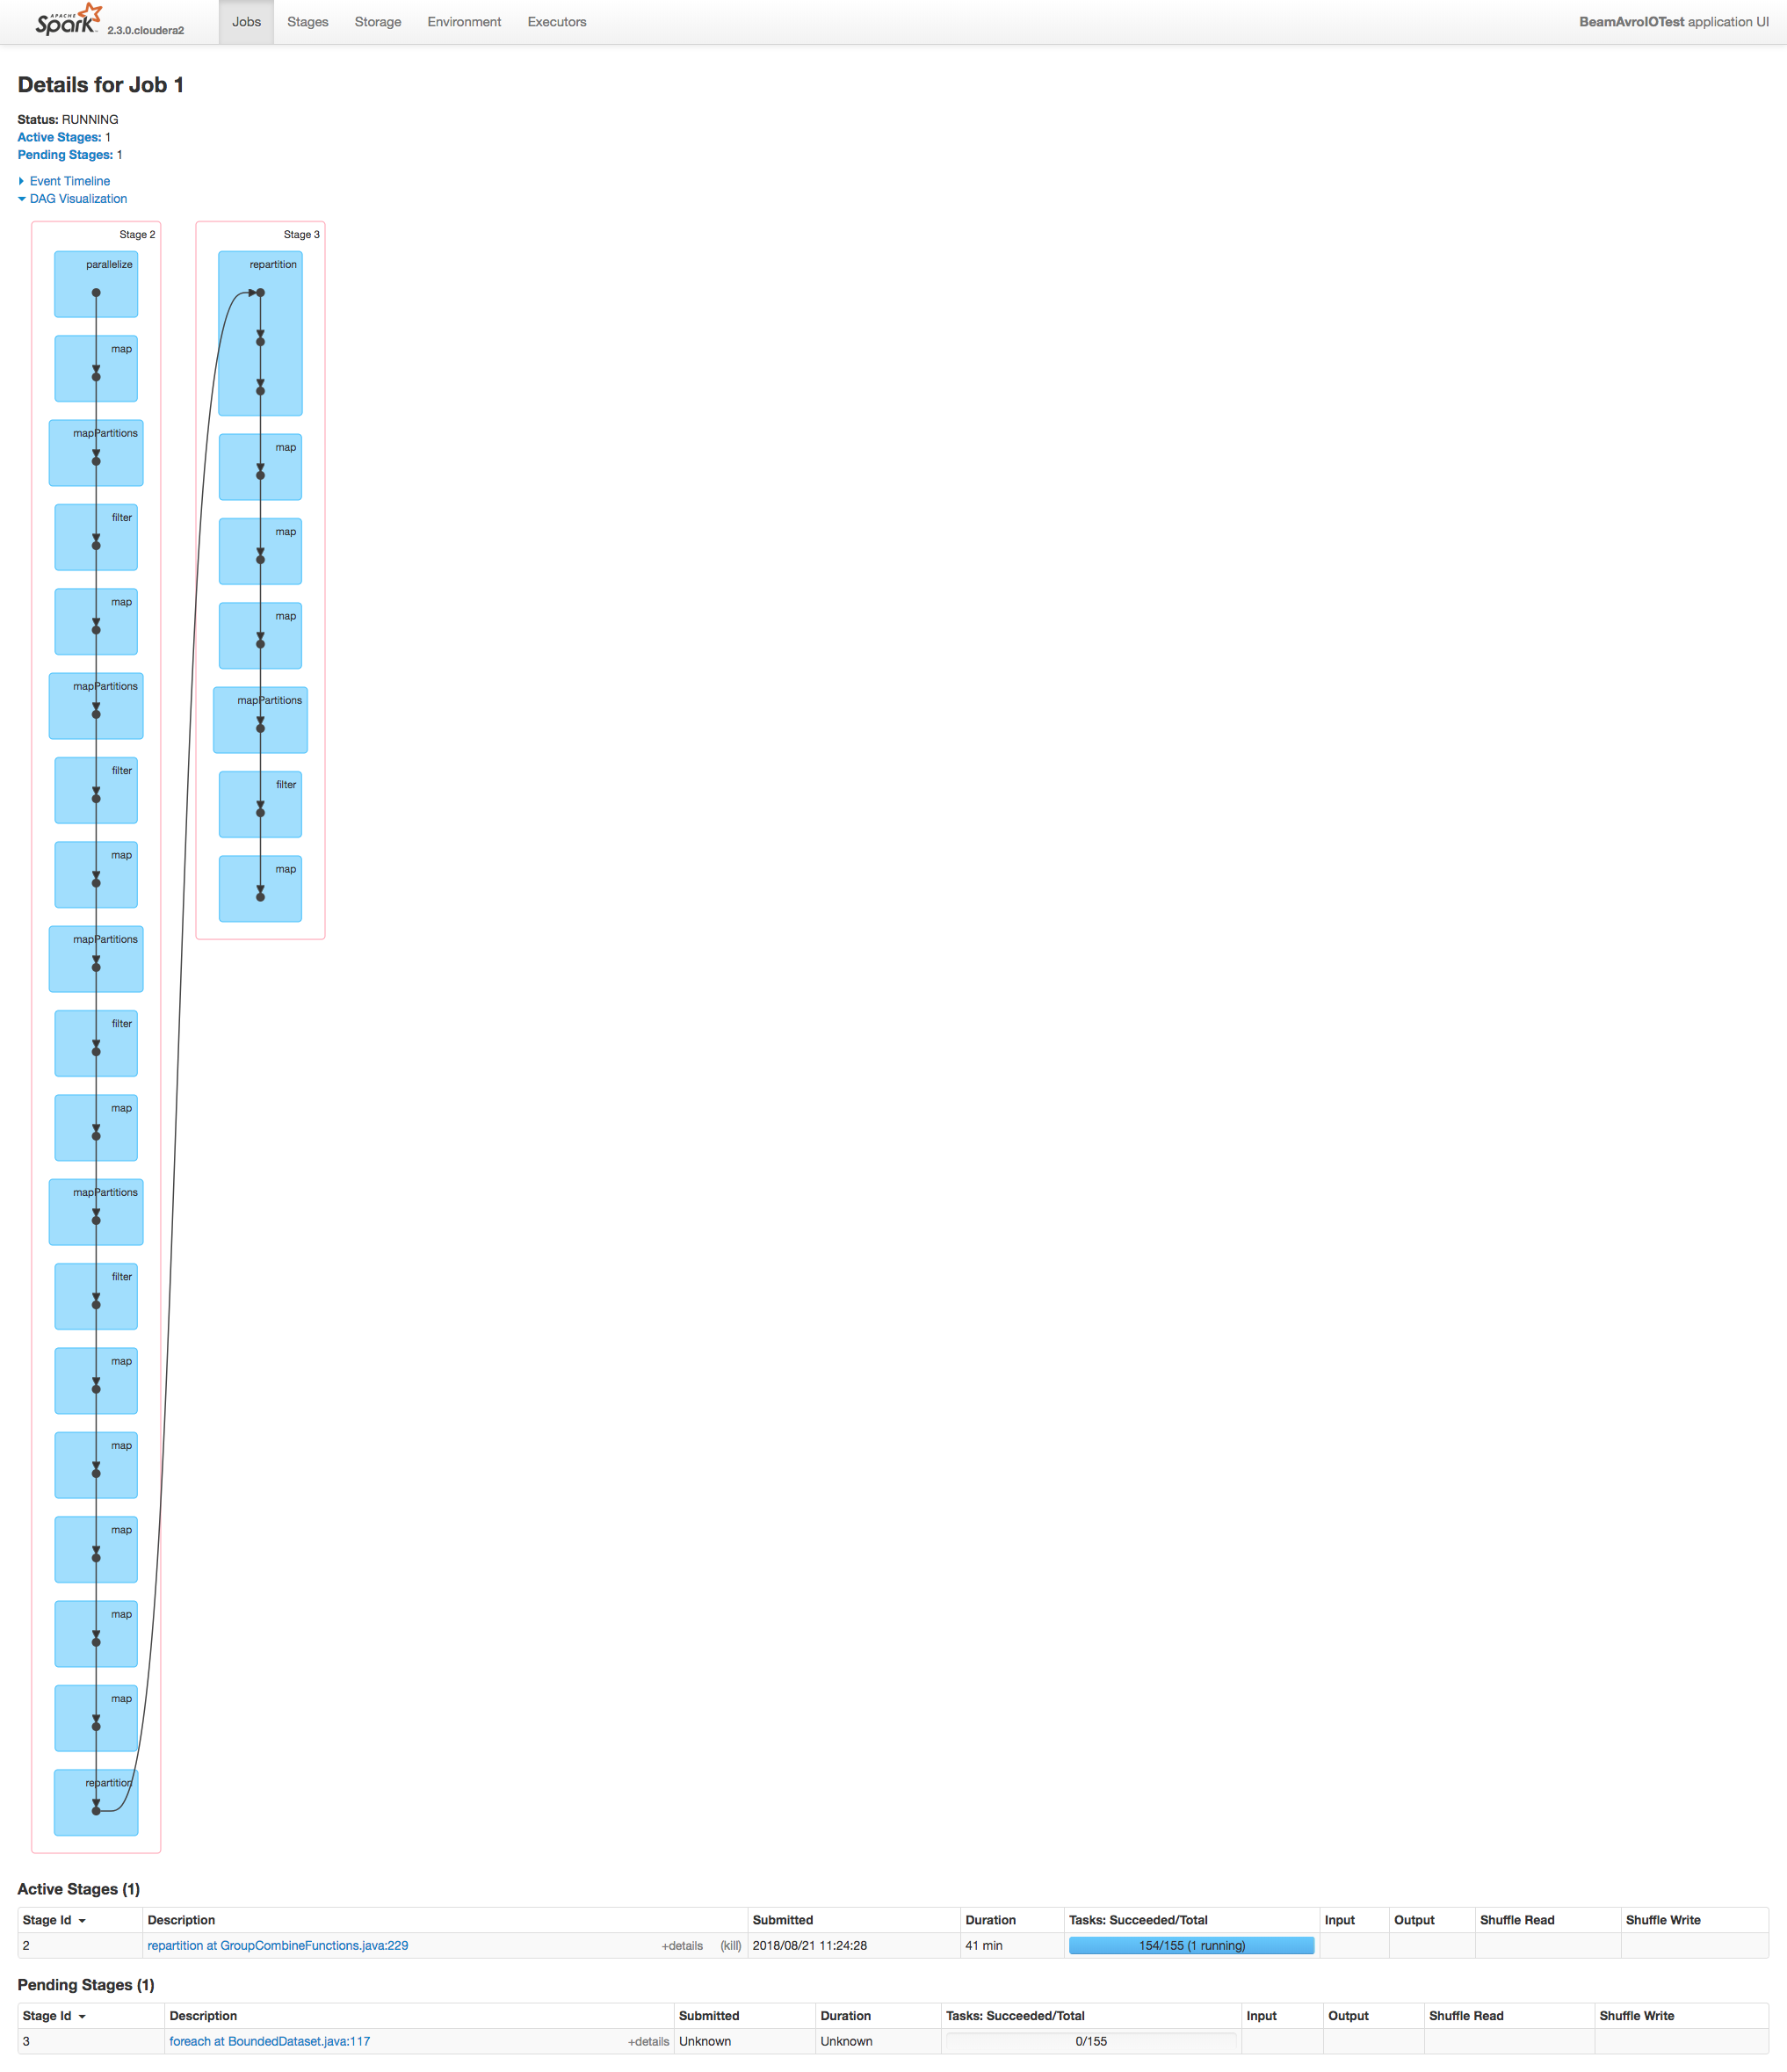 APACHE
Spark 2.3.0.cloudera2 Jobs Stages Storage Environment Executors BeamAvroIOTest application UI
Details for Job 1
Status: RUNNING
Active Stages: 1
Pending Stages: 1
Event Timeline
DAG Visualization
Stage 2
parallelize
map
mapPartitions
filter
map
mapPartitions
filter
map
mapPartitions
filter
map
mapPartitions
filter
map
map
map
map
map
repartition
Stage 3
repartition
map
map
map
mapPartitions
filter
map
Active Stages (1)
Stage Id Description Submitted Duration Tasks: Succeeded/Total Input Output Shuffle Read Shuffle Write
2 repartition at GroupCombineFunctions.java:229 +details (kill) 2018/08/21 11:24:28 41 min 154/155 (1 running)
Pending Stages (1)
Stage Id Description Submitted Duration Tasks: Succeeded/Total Input Output Shuffle Read Shuffle Write
3 foreach at BoundedDataset.java:117 +details Unknown Unknown 0/155